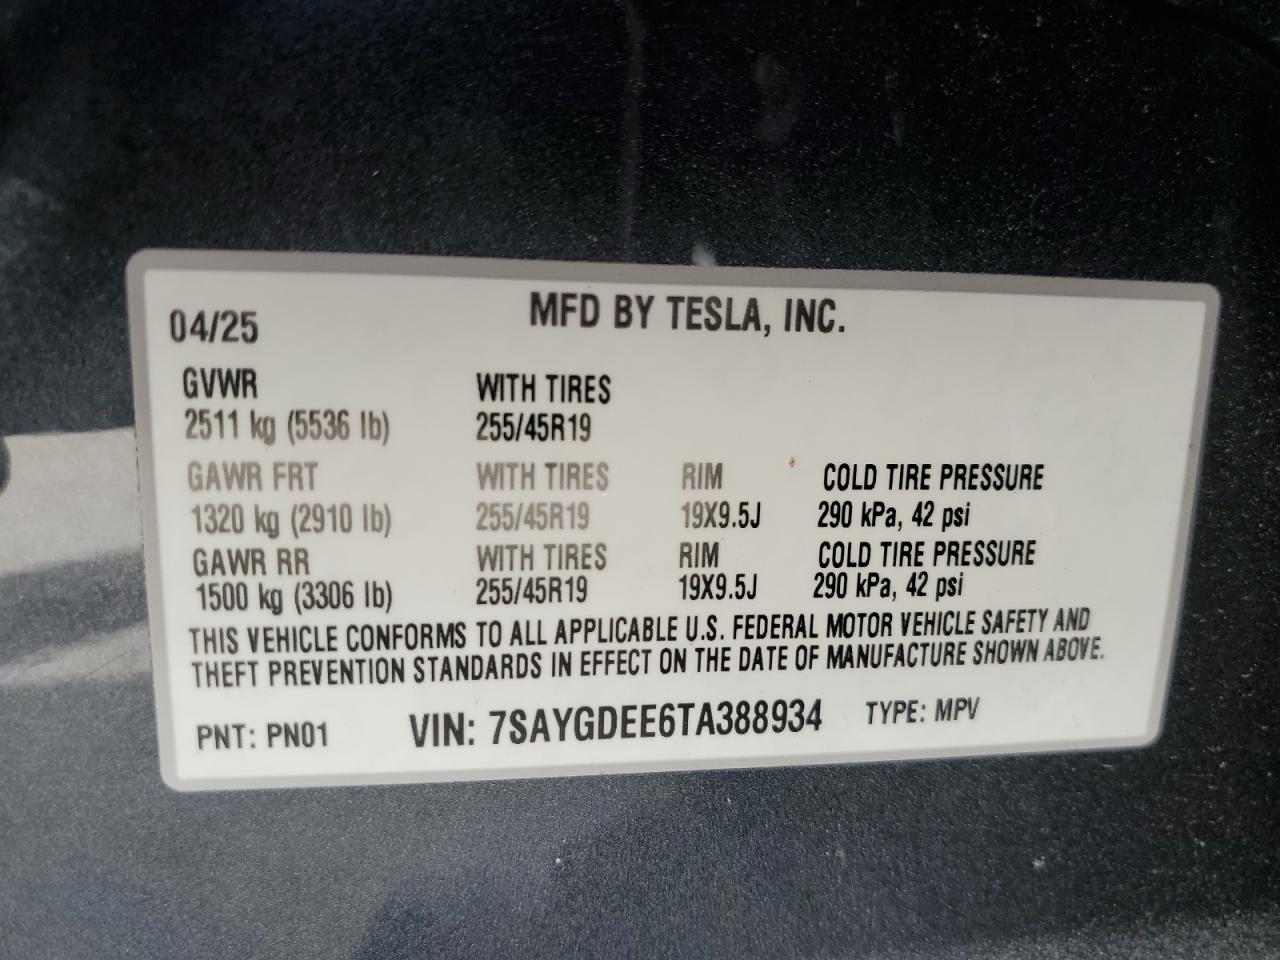 MFD BY TESLA, INC.
04/25
GVWR WITH TIRES
2511 kg (5536 lb) 255/45R19
GAWR FRT WITH TIRES RIM COLD TIRE PRESSURE
1320 kg (2910 lb) 255/45R19 19X9.5J 290 kPa, 42 psi
GAWR RR WITH TIRES RIM COLD TIRE PRESSURE
1500 kg (3306 lb) 255/45R19 19X9.5J 290 kPa, 42 psi
THIS VEHICLE CONFORMS TO ALL APPLICABLE U.S. FEDERAL MOTOR VEHICLE SAFETY AND
THEFT PREVENTION STANDARDS IN EFFECT ON THE DATE OF MANUFACTURE SHOWN ABOVE.
PNT: PN01 VIN: 7SAYGDEE6TA388934 TYPE: MPV